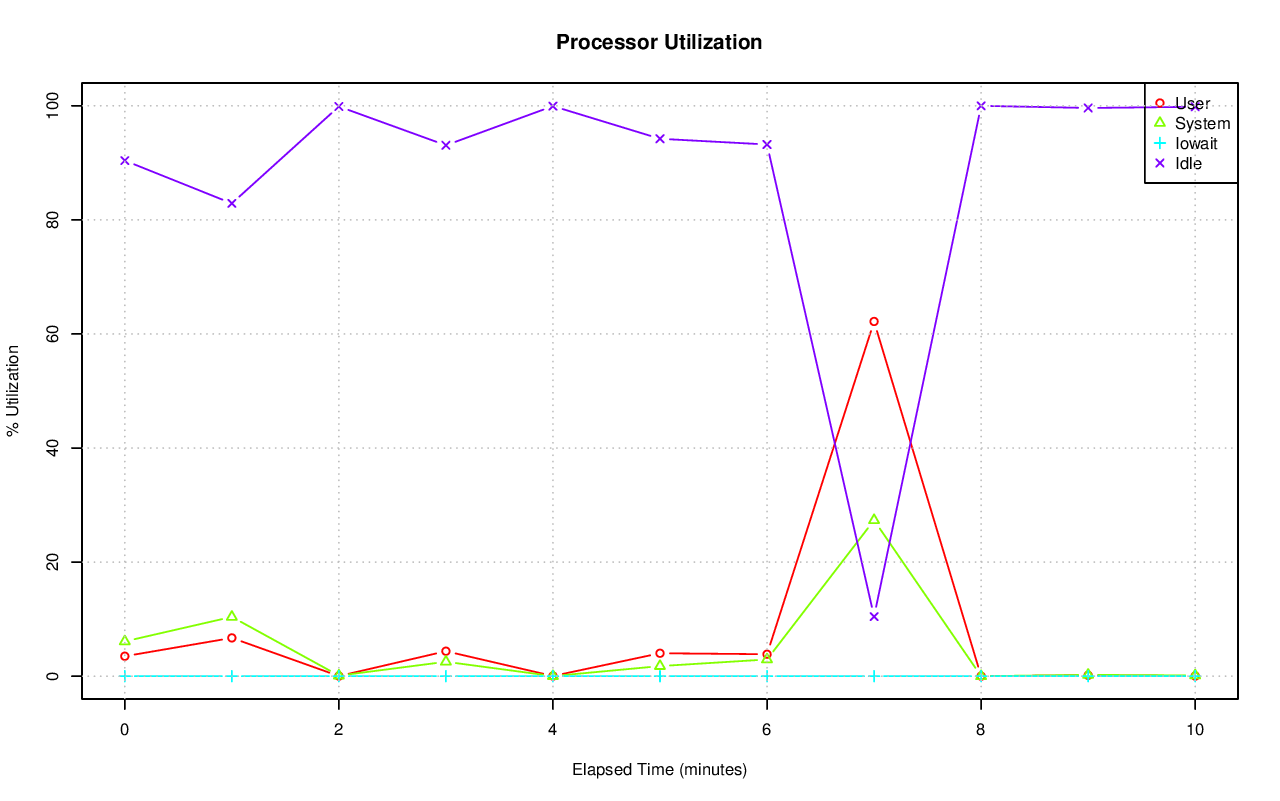 Processor Utilization
% Utilization
100
80
60
40
20
0
User
System
Iowait
Idle
0 2 4 6 8 10
Elapsed Time (minutes)